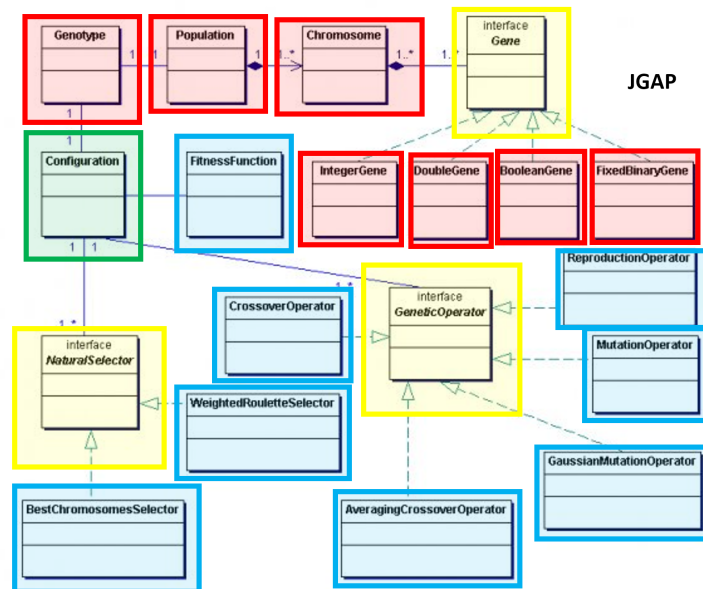 Genotype
Population
Chromosome
interface
Gene
1 1 1 1..* 1..* 1..*
JGAP
1
1
Configuration
FitnessFunction
IntegerGene
DoubleGene
BooleanGene
FixedBinaryGene
1 1
ReproductionOperator
1..*
CrossoverOperator
interface
GeneticOperator
1..*
interface
NaturalSelector
MutationOperator
WeightedRouletteSelector
GaussianMutationOperator
BestChromosomesSelector
AveragingCrossoverOperator